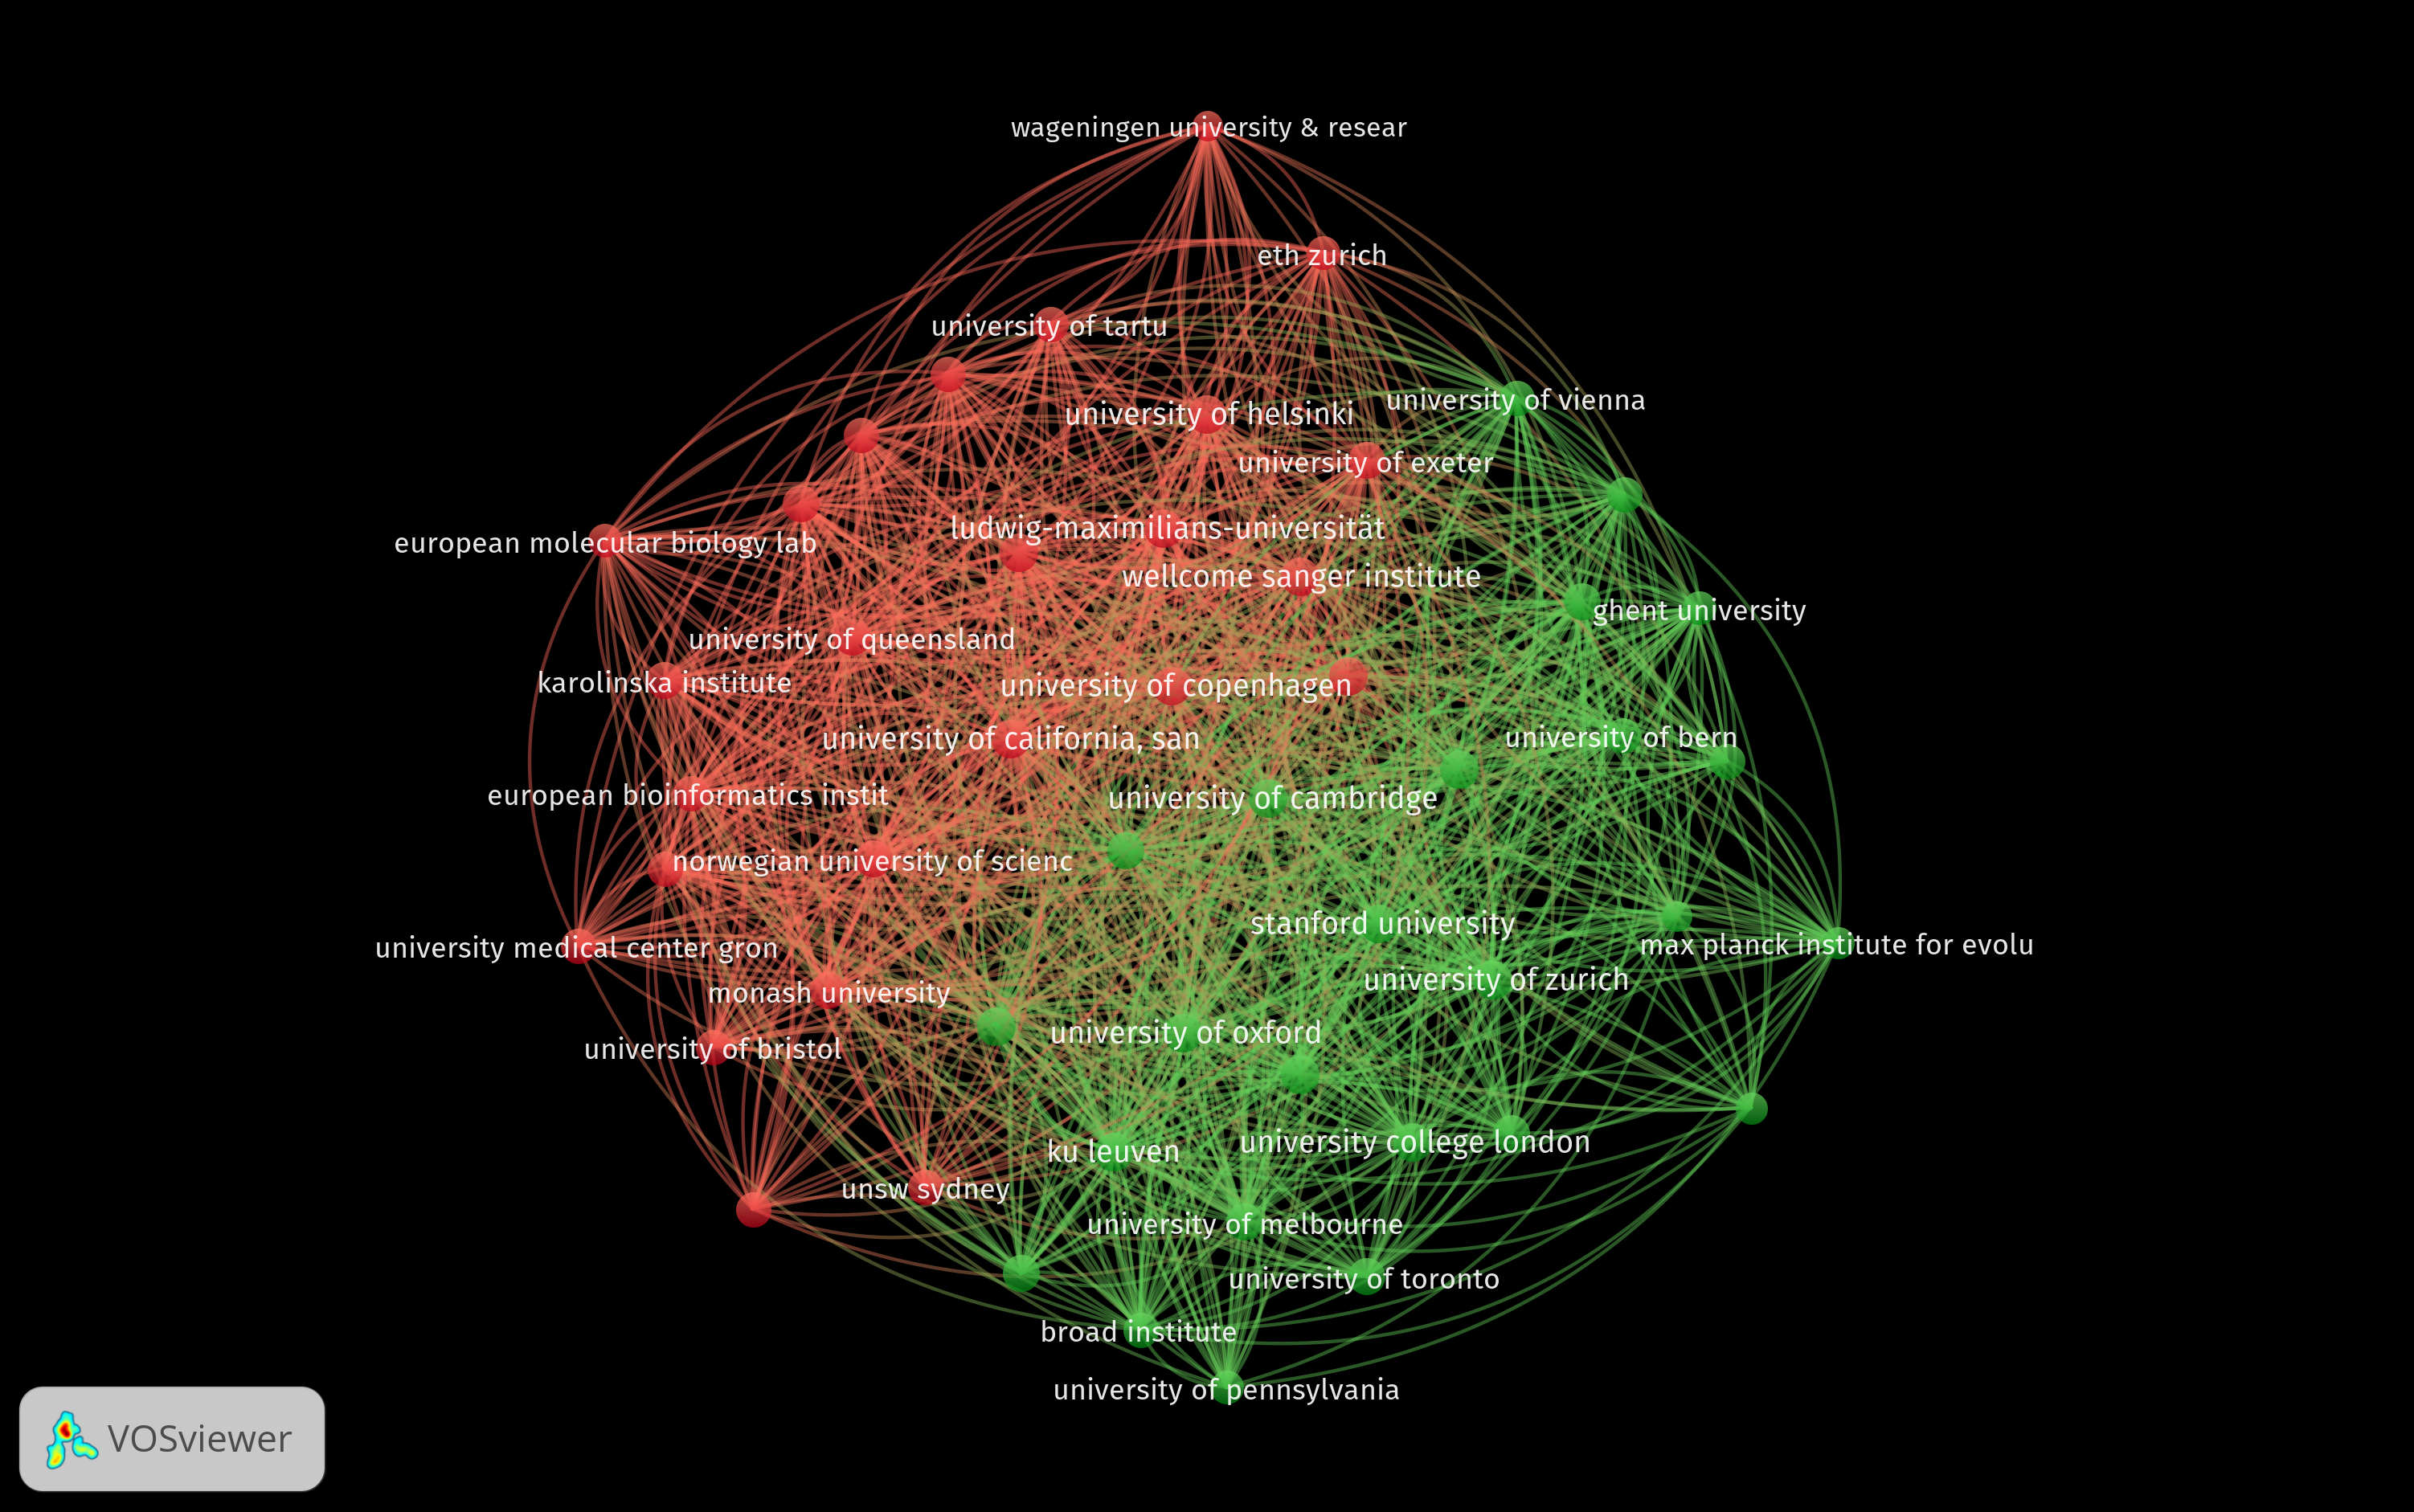 wageningen university & resear
eth zurich
university of tartu
university of vienna
university of helsinki
university of exeter
ludwig-maximilians-universität
european molecular biology lab
wellcome sanger institute
ghent university
university of queensland
karolinska institute
university of copenhagen
university of california, san
university of bern
european bioinformatics instit
university of cambridge
norwegian university of scienc
stanford university
max planck institute for evolu
university medical center gron
university of zurich
monash university
university of oxford
university of bristol
university college london
ku leuven
unsw sydney
university of melbourne
university of toronto
broad institute
university of pennsylvania
VOSviewer